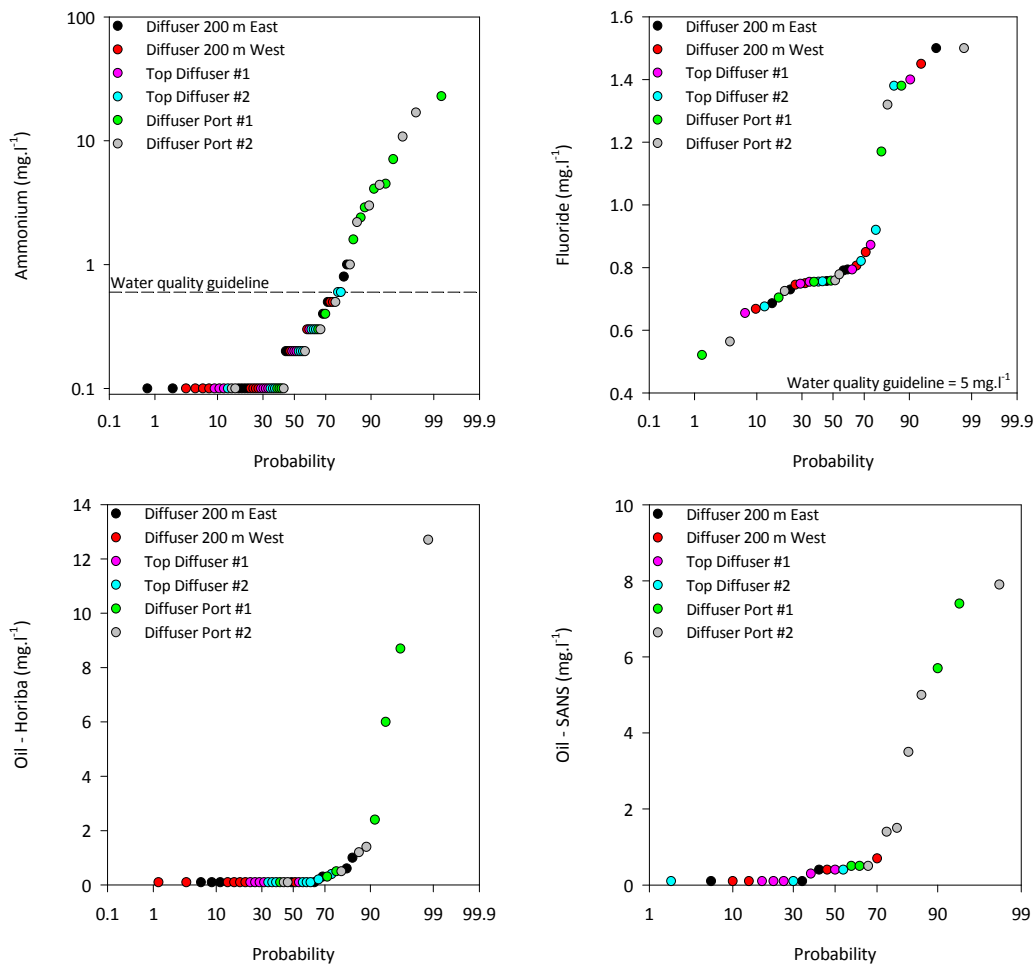 100
10
1
0.1
Ammonium (mg.l⁻¹)
Diffuser 200 m East
Diffuser 200 m West
Top Diffuser #1
Top Diffuser #2
Diffuser Port #1
Diffuser Port #2
Water quality guideline
0.1 1 10 30 50 70 90 99 99.9
Probability
1.6
1.4
1.2
1.0
0.8
0.6
0.4
Fluoride (mg.l⁻¹)
Diffuser 200 m East
Diffuser 200 m West
Top Diffuser #1
Top Diffuser #2
Diffuser Port #1
Diffuser Port #2
Water quality guideline = 5 mg.l⁻¹
0.1 1 10 30 50 70 90 99 99.9
Probability
14
12
10
8
6
4
2
0
Oil - Horiba (mg.l⁻¹)
Diffuser 200 m East
Diffuser 200 m West
Top Diffuser #1
Top Diffuser #2
Diffuser Port #1
Diffuser Port #2
0.1 1 10 30 50 70 90 99 99.9
Probability
10
8
6
4
2
0
Oil - SANS (mg.l⁻¹)
Diffuser 200 m East
Diffuser 200 m West
Top Diffuser #1
Top Diffuser #2
Diffuser Port #1
Diffuser Port #2
1 10 30 50 70 90 99
Probability